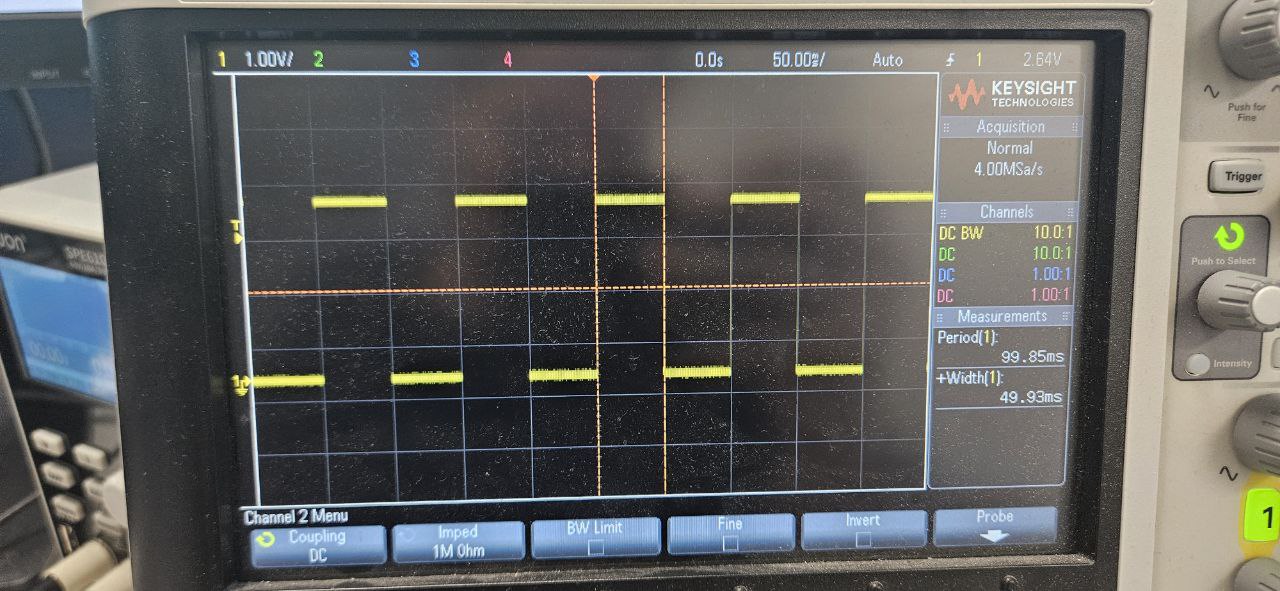 1 1.00V/ 2 3 4 0.0s 50.00ms/ Auto 1 2.64V
KEYSIGHT
TECHNOLOGIES
Acquisition
Normal
4.00MSa/s
Channels
DC BW 10.0:1
DC 10.0:1
DC 1.00:1
DC 1.00:1
Measurements
Period(1):
99.85ms
+Width(1):
49.93ms
T
1
Channel 2 Menu
Coupling
DC
Imped
1M Ohm
BW Limit
Fine
Invert
Probe
Push for
Fine
Trigger
Push to Select
Intensity
1
INPUT